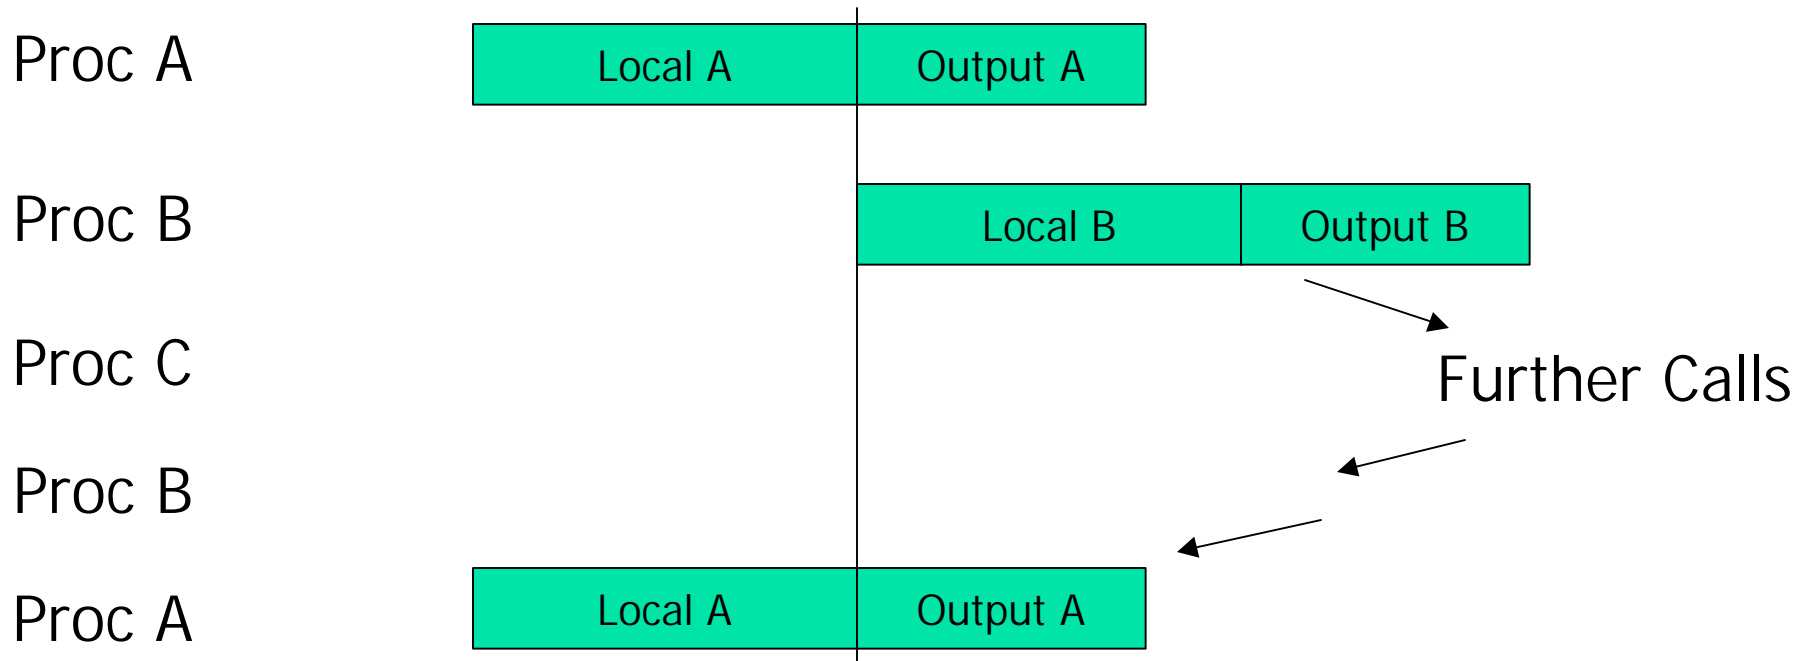 Proc A
Local A
Output A
Proc B
Local B
Output B
Proc C
Further Calls
Proc B
Proc A
Local A
Output A